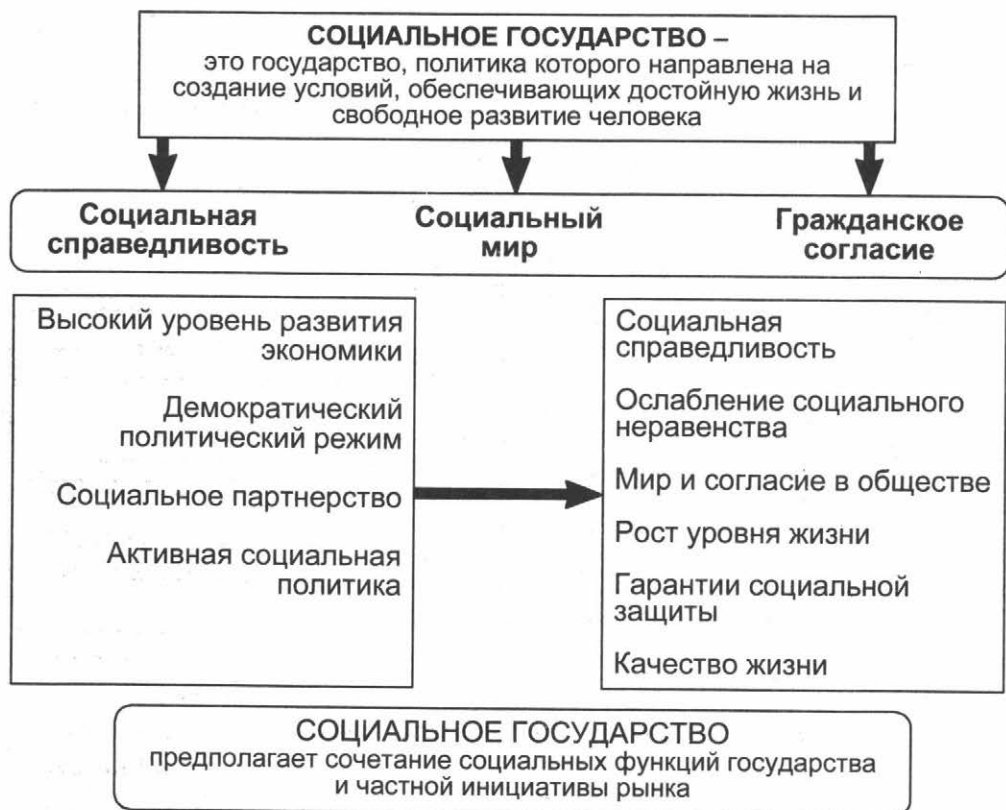 СОЦИАЛЬНОЕ ГОСУДАРСТВО –
это государство, политика которого направлена на
создание условий, обеспечивающих достойную жизнь и
свободное развитие человека
Социальная
справедливость
Социальный
мир
Гражданское
согласие
Высокий уровень развития
экономики
Демократический
политический режим
Социальное партнерство
Активная социальная
политика
Социальная
справедливость
Ослабление социального
неравенства
Мир и согласие в обществе
Рост уровня жизни
Гарантии социальной
защиты
Качество жизни
СОЦИАЛЬНОЕ ГОСУДАРСТВО
предполагает сочетание социальных функций государства
и частной инициативы рынка